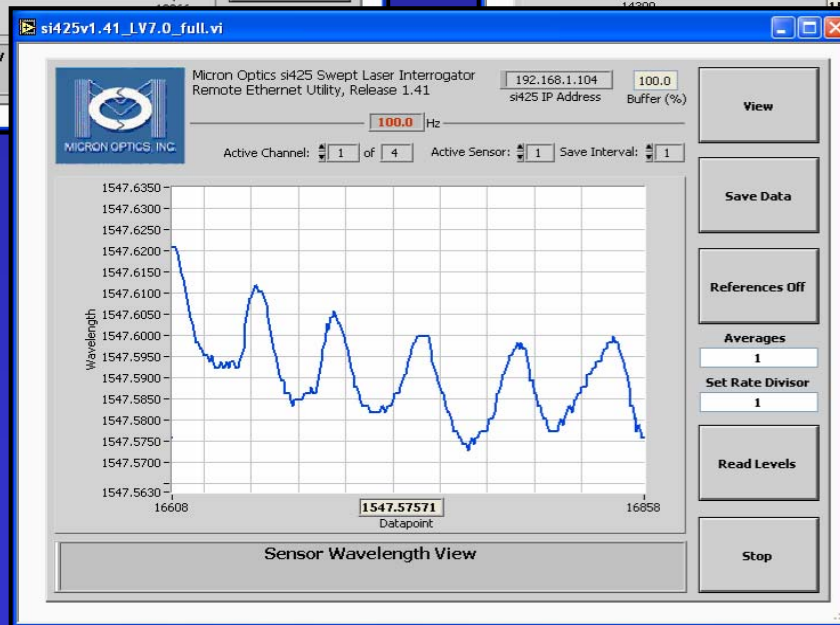 14399
si425v1.41_LV7.0_full.vi
Micron Optics si425 Swept Laser Interrogator
Remote Ethernet Utility, Release 1.41
192.168.1.104
si425 IP Address
100.0
Buffer (%)
MICRON OPTICS, INC.
100.0 Hz
Active Channel: 1 of 4 Active Sensor: 1 Save Interval: 1
View
Save Data
References Off
Averages
1
Set Rate Divisor
1
Read Levels
Stop
Wavelength
1547.6350
1547.6300
1547.6250
1547.6200
1547.6150
1547.6100
1547.6050
1547.6000
1547.5950
1547.5900
1547.5850
1547.5800
1547.5750
1547.5700
1547.5630
16608
1547.57571
16858
Datapoint
Sensor Wavelength View